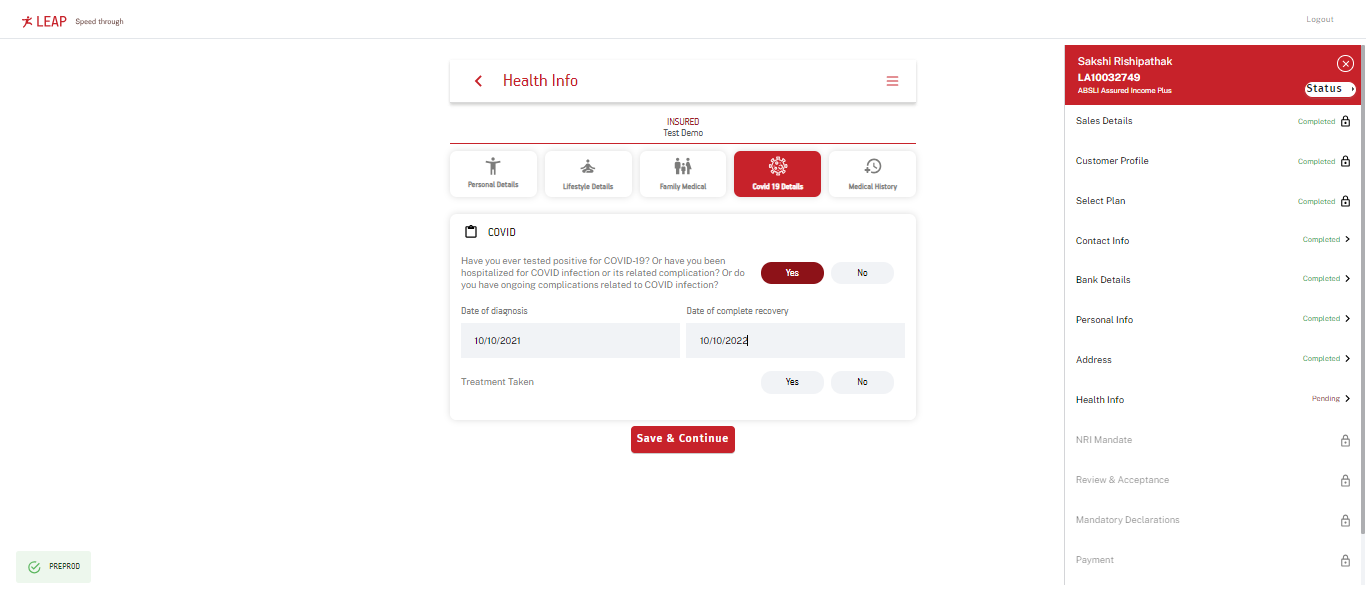 LEAP Speed through
Logout
Health Info
INSURED
Test Demo
Personal Details
Lifestyle Details
Family Medical
Covid 19 Details
Medical History
COVID
Have you ever tested positive for COVID-19? Or have you been
hospitalized for COVID infection or its related complication? Or do
you have ongoing complications related to COVID infection?
Yes
No
Date of diagnosis
Date of complete recovery
10/10/2021
10/10/2022
Treatment Taken
Yes
No
Save & Continue
PREPROD
Sakshi Rishipathak
LA10032749
ABSLI Assured Income Plus
Status
Sales Details Completed
Customer Profile Completed
Select Plan Completed
Contact Info Completed
Bank Details Completed
Personal Info Completed
Address Completed
Health Info Pending
NRI Mandate
Review & Acceptance
Mandatory Declarations
Payment